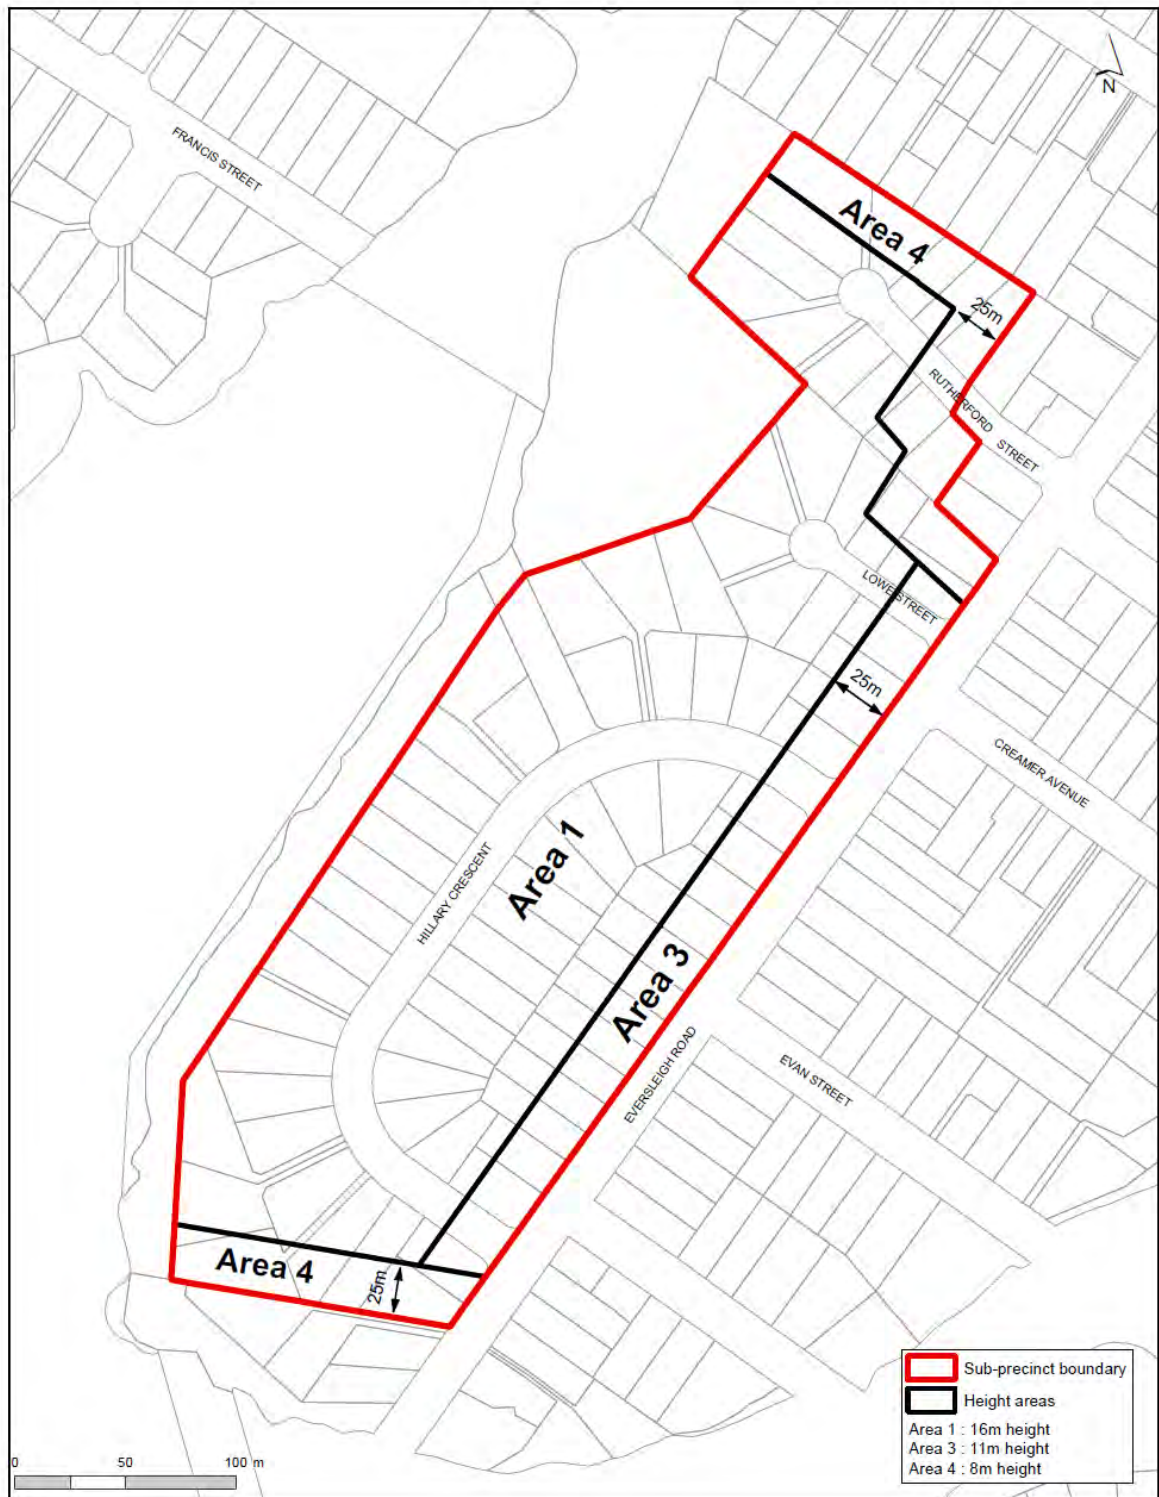 N
FRANCIS STREET
Area 4
25m
RUTHERFORD STREET
LOWE STREET
25m
CREAMER AVENUE
Area 1
HILLARY CRESCENT
Area 3
EVERSLEIGH ROAD
EVAN STREET
Area 4
25m
Sub-precinct boundary
Height areas
Area 1 : 16m height
Area 3 : 11m height
Area 4 : 8m height
0 50 100 m